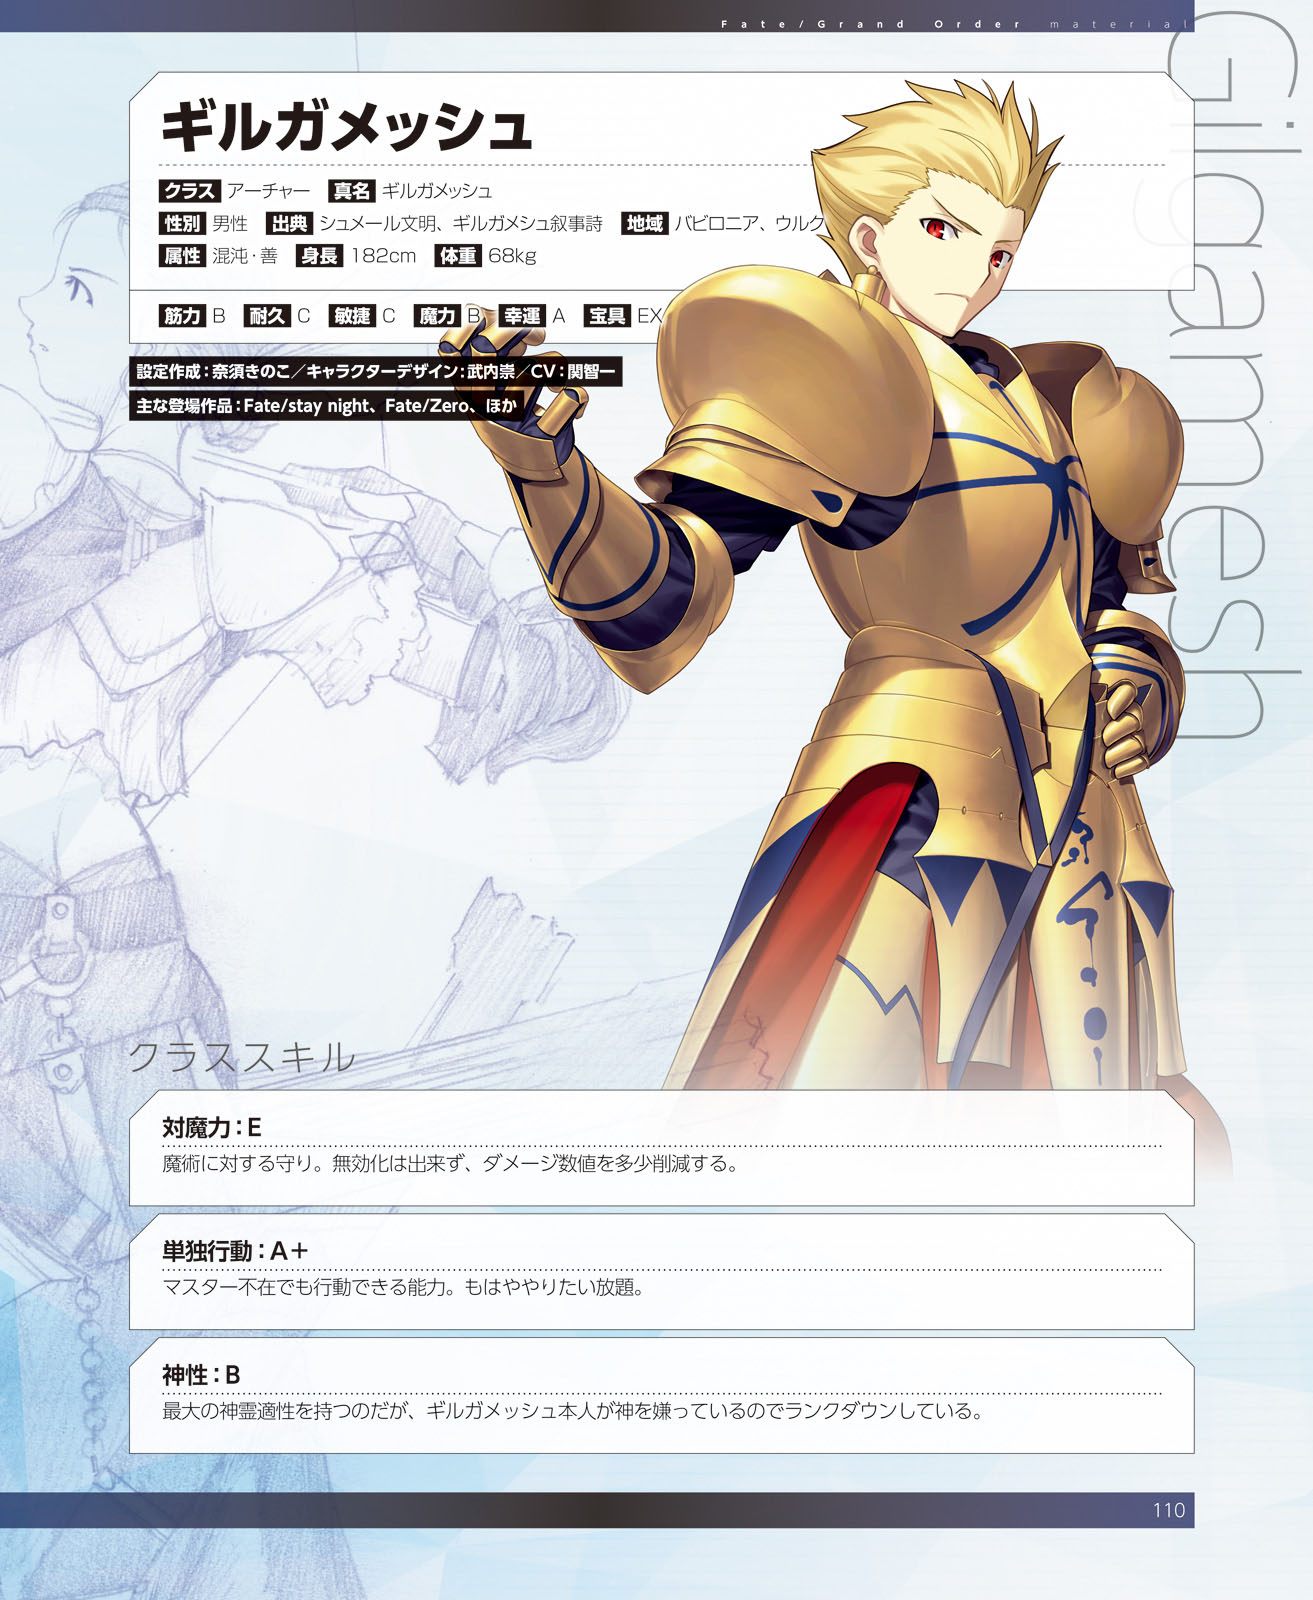 Fate/Grand Order material
Gilgamesh
ギルガメッシュ
クラス アーチャー 真名 ギルガメッシュ
性別 男性 出典 シュメール文明、ギルガメシュ叙事詩 地域 バビロニア、ウルク
属性 混沌・善 身長 182cm 体重 68kg
筋力 B 耐久 C 敏捷 C 魔力 B 幸運 A 宝具 EX
設定作成：奈須きのこ／キャラクターデザイン：武内崇／CV：関智一
主な登場作品：Fate/stay night、Fate/Zero、ほか
クラススキル
対魔力：E
魔術に対する守り。無効化は出来ず、ダメージ数値を多少削減する。
単独行動：A＋
マスター不在でも行動できる能力。もはややりたい放題。
神性：B
最大の神霊適性を持つのだが、ギルガメッシュ本人が神を嫌っているのでランクダウンしている。
110